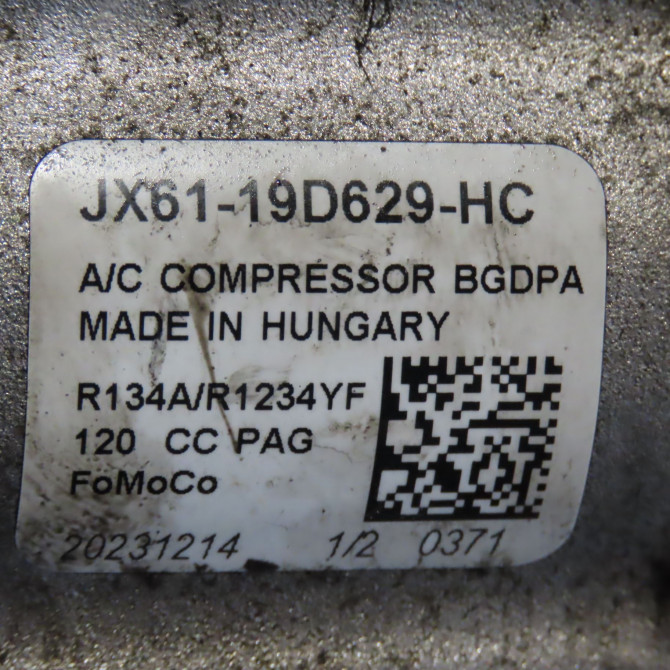 JX61-19D629-HC
A/C COMPRESSOR BGDPA
MADE IN HUNGARY
R134A/R1234YF
120 CC PAG
FoMoCo
20231214 1/2 0371